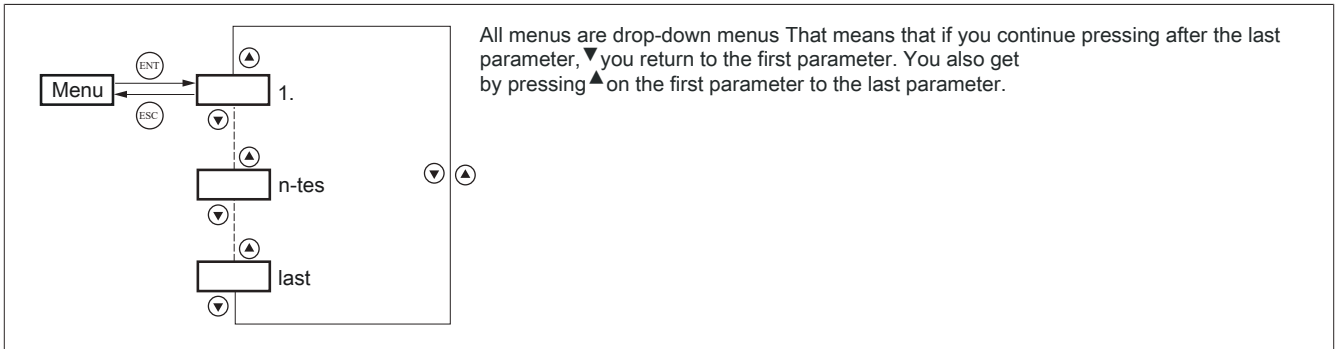 All menus are drop-down menus That means that if you continue pressing after the last
parameter, ▼ you return to the first parameter. You also get
by pressing ▲ on the first parameter to the last parameter.
ENT
Menu
1.
ESC
n-tes
last